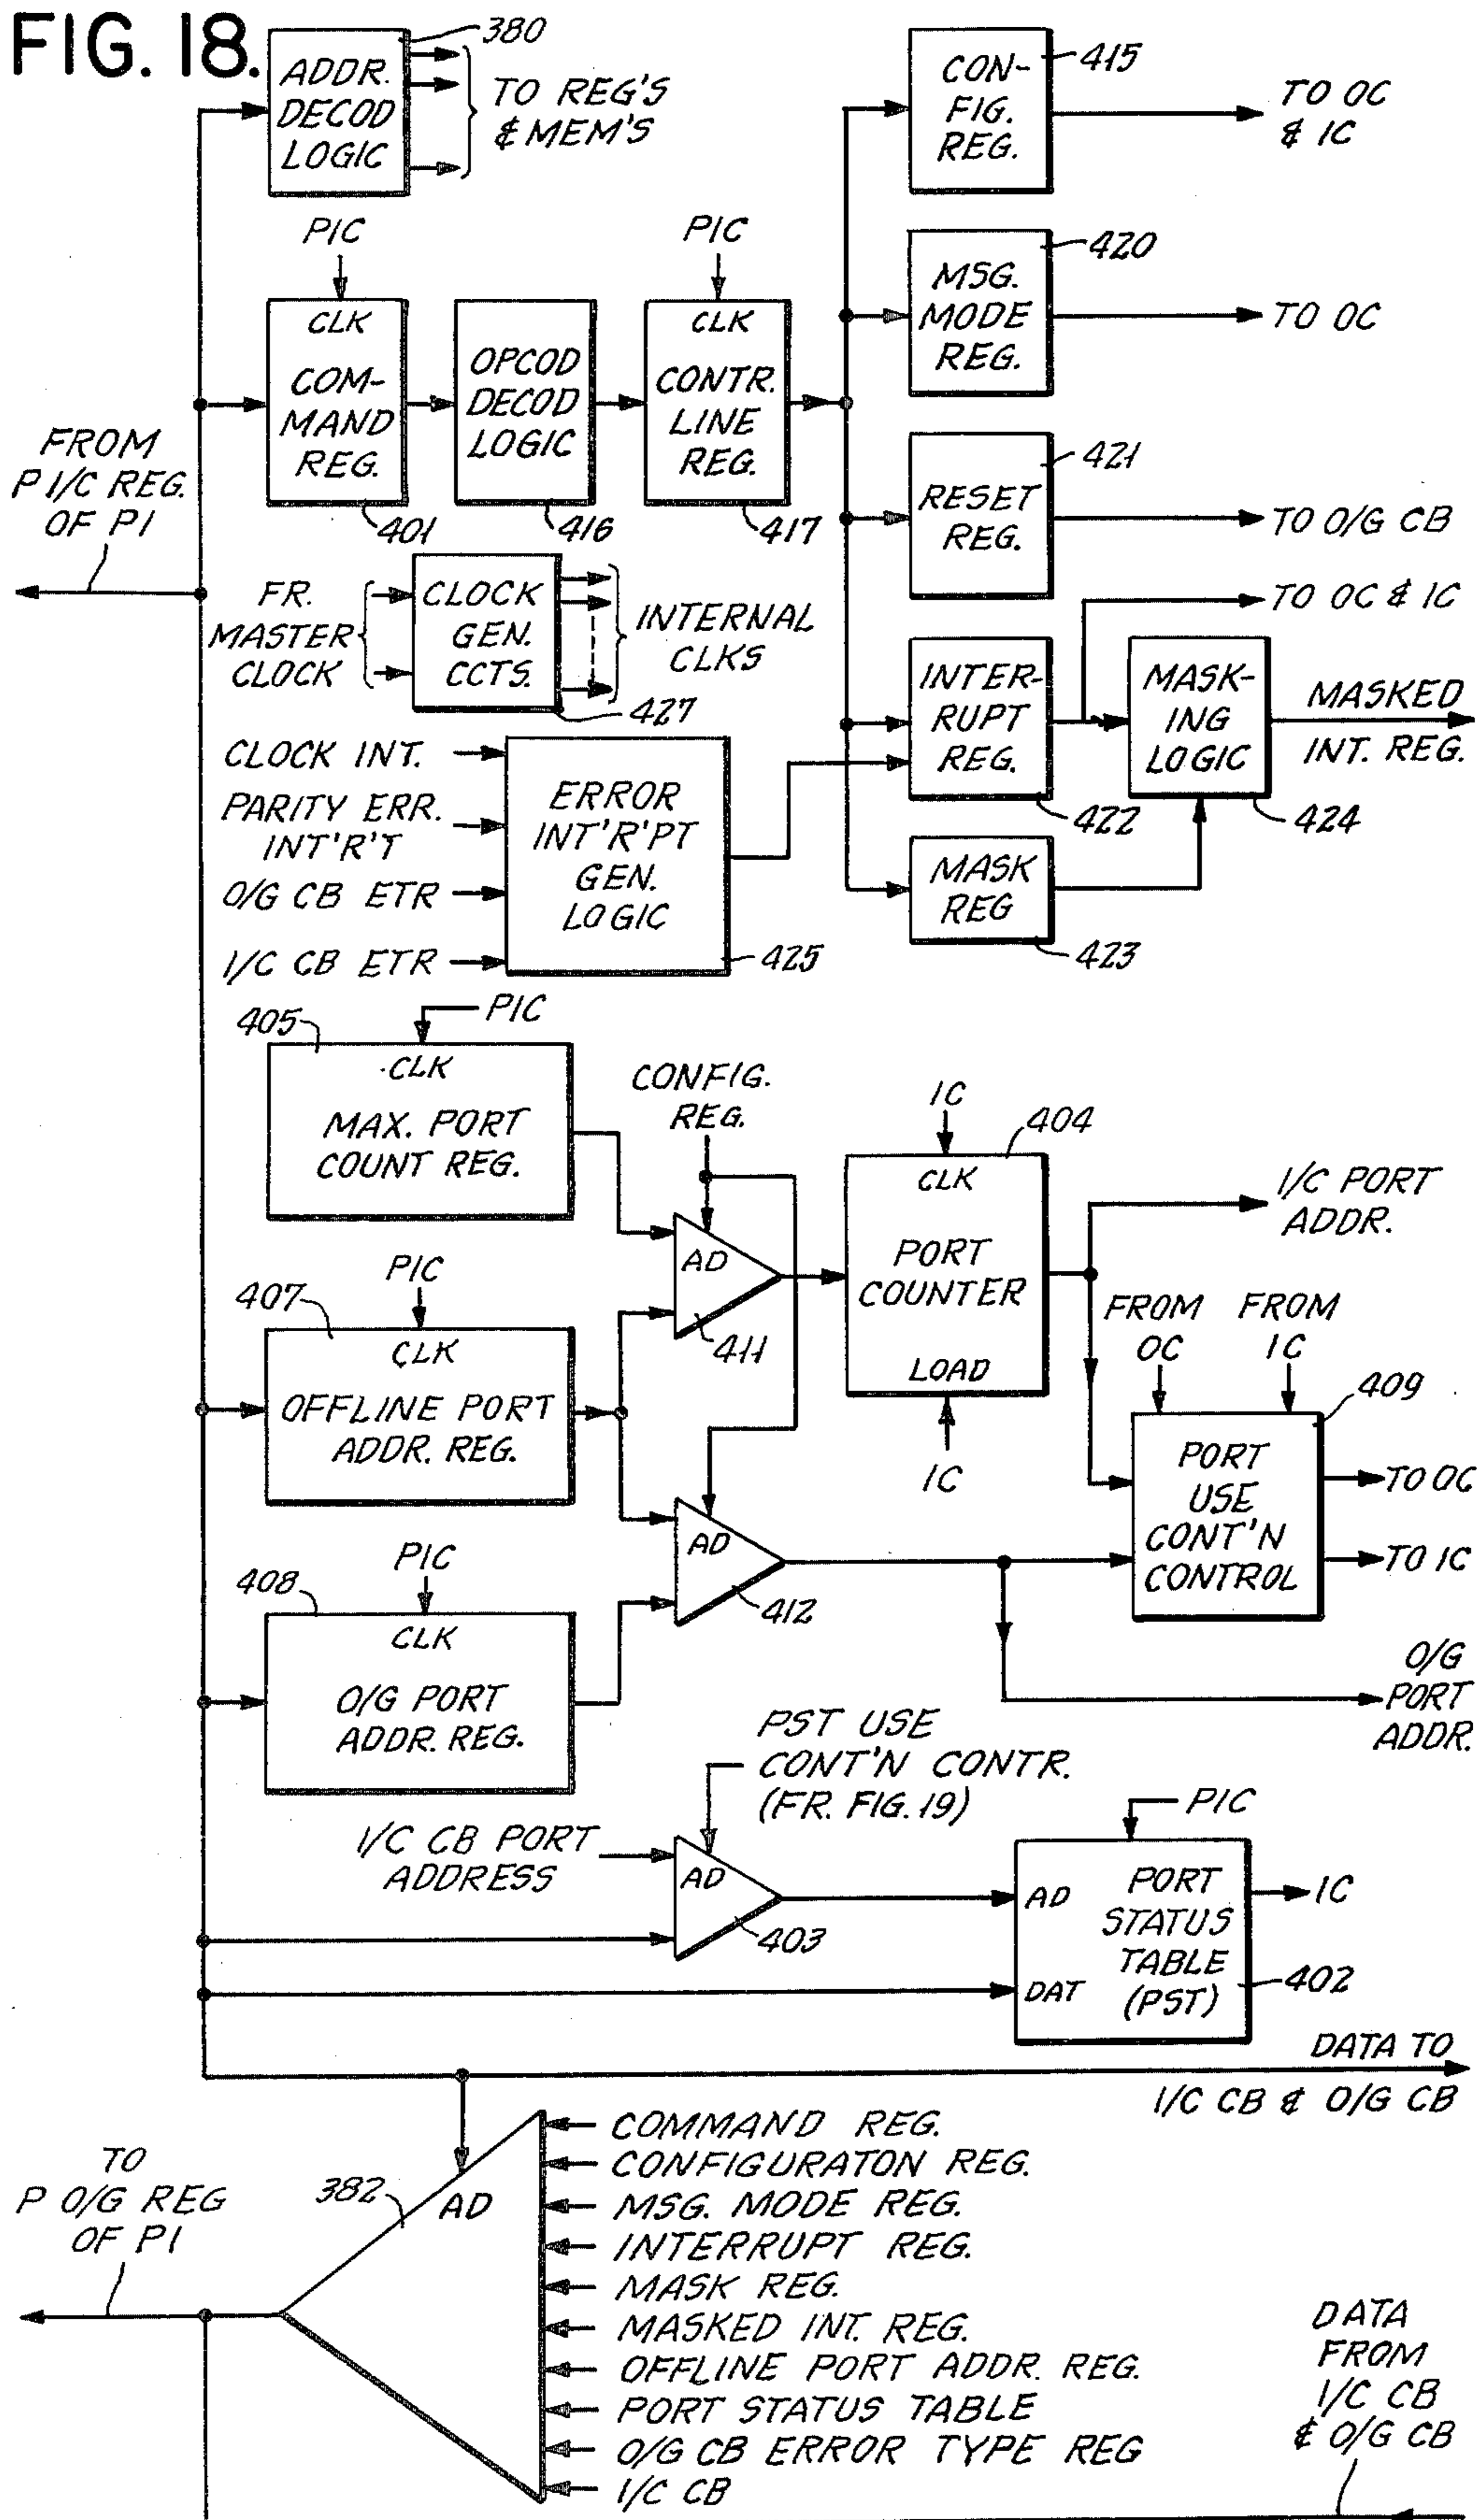 FIG. 18.
380
ADDR.
DECOD
LOGIC
TO REG'S
& MEM'S
CON-
FIG.
REG.
415
TO OC
& IC
PIC
CLK
COM-
MAND
REG.
401
OPCOD
DECOD
LOGIC
416
PIC
CLK
CONTR.
LINE
REG.
417
MSG.
MODE
REG.
420
TO OC
FROM
P I/C REG.
OF PI
RESET
REG.
421
TO O/G CB
FR.
MASTER
CLOCK
CLOCK
GEN.
CCTS.
427
INTERNAL
CLKS
TO OC & IC
INTER-
RUPT
REG.
422
MASK-
ING
LOGIC
424
MASKED
INT. REG.
CLOCK INT.
PARITY ERR.
INT'R'T
O/G CB ETR
I/C CB ETR
ERROR
INT'R'PT
GEN.
LOGIC
425
MASK
REG
423
405
PIC
CLK
MAX. PORT
COUNT REG.
CONFIG.
REG.
AD
411
IC
404
CLK
PORT
COUNTER
LOAD
IC
I/C PORT
ADDR.
407
PIC
CLK
OFFLINE PORT
ADDR. REG.
FROM
OC
FROM
IC
409
PORT
USE
CONT'N
CONTROL
TO OC
TO IC
408
PIC
CLK
O/G PORT
ADDR. REG.
AD
412
O/G
PORT
ADDR.
PST USE
CONT'N CONTR.
(FR. FIG. 19)
I/C CB PORT
ADDRESS
AD
403
PIC
AD
DAT
PORT
STATUS
TABLE
(PST)
402
IC
DATA TO
I/C CB & O/G CB
TO
P O/G REG
OF PI
382
AD
COMMAND REG.
CONFIGURATON REG.
MSG. MODE REG.
INTERRUPT REG.
MASK REG.
MASKED INT. REG.
OFFLINE PORT ADDR. REG.
PORT STATUS TABLE
O/G CB ERROR TYPE REG
I/C CB
DATA
FROM
I/C CB
& O/G CB